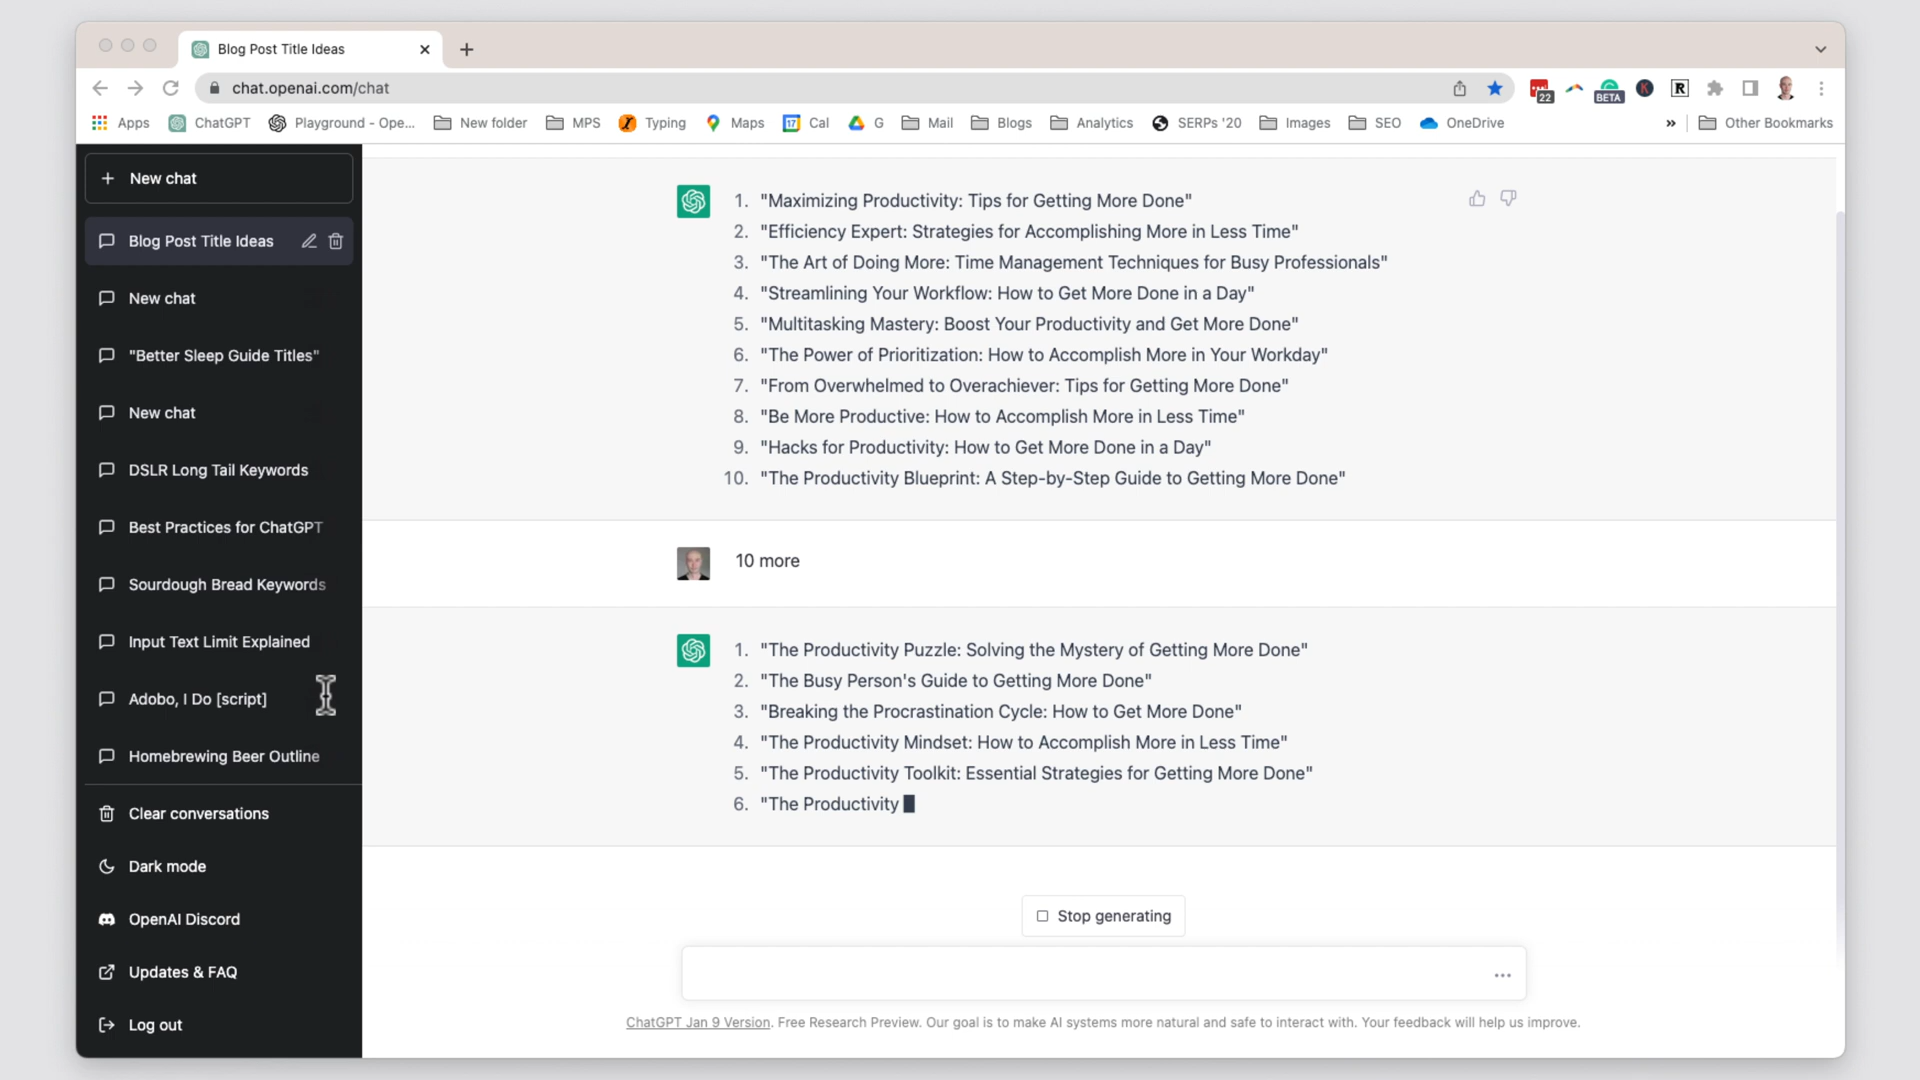 Blog Post Title Ideas
chat.openai.com/chat
22
BETA
K
R
Apps
ChatGPT
Playground - Ope...
New folder
MPS
Typing
Maps
17
Cal
G
Mail
Blogs
Analytics
SERPs '20
Images
SEO
OneDrive
»
Other Bookmarks
New chat
Blog Post Title Ideas
New chat
"Better Sleep Guide Titles"
New chat
DSLR Long Tail Keywords
Best Practices for ChatGPT
Sourdough Bread Keywords
Input Text Limit Explained
Adobo, I Do [script]
Homebrewing Beer Outline
Clear conversations
Dark mode
OpenAI Discord
Updates & FAQ
Log out
1. "Maximizing Productivity: Tips for Getting More Done"
2. "Efficiency Expert: Strategies for Accomplishing More in Less Time"
3. "The Art of Doing More: Time Management Techniques for Busy Professionals"
4. "Streamlining Your Workflow: How to Get More Done in a Day"
5. "Multitasking Mastery: Boost Your Productivity and Get More Done"
6. "The Power of Prioritization: How to Accomplish More in Your Workday"
7. "From Overwhelmed to Overachiever: Tips for Getting More Done"
8. "Be More Productive: How to Accomplish More in Less Time"
9. "Hacks for Productivity: How to Get More Done in a Day"
10. "The Productivity Blueprint: A Step-by-Step Guide to Getting More Done"
10 more
1. "The Productivity Puzzle: Solving the Mystery of Getting More Done"
2. "The Busy Person's Guide to Getting More Done"
3. "Breaking the Procrastination Cycle: How to Get More Done"
4. "The Productivity Mindset: How to Accomplish More in Less Time"
5. "The Productivity Toolkit: Essential Strategies for Getting More Done"
6. "The Productivity
Stop generating
ChatGPT Jan 9 Version. Free Research Preview. Our goal is to make AI systems more natural and safe to interact with. Your feedback will help us improve.